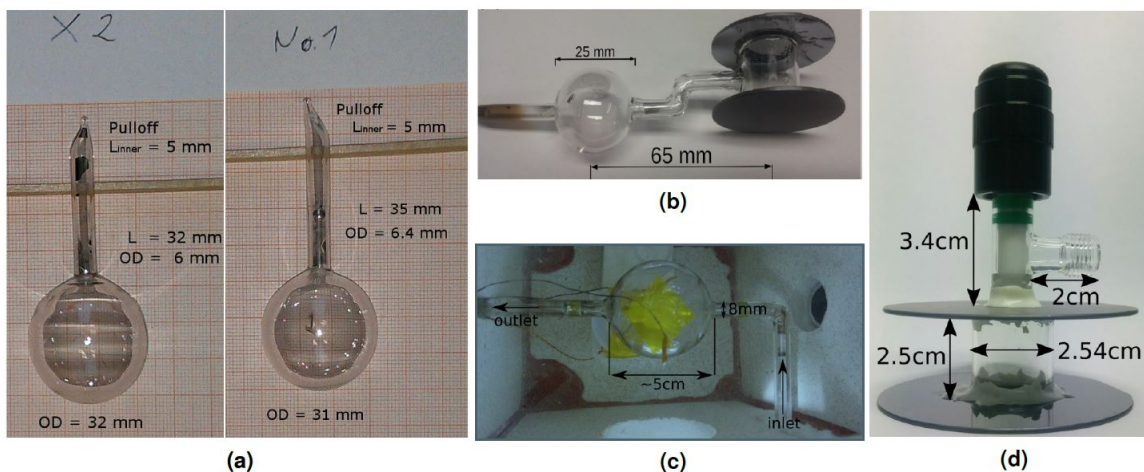 X 2
Pulloff
Linner = 5 mm
L = 32 mm
OD = 6 mm
OD = 32 mm
No.1
Pulloff
Linner = 5 mm
L = 35 mm
OD = 6.4 mm
OD = 31 mm
(a)
25 mm
65 mm
(b)
outlet
8mm
~5cm
inlet
(c)
3.4cm
2cm
2.5cm
2.54cm
(d)